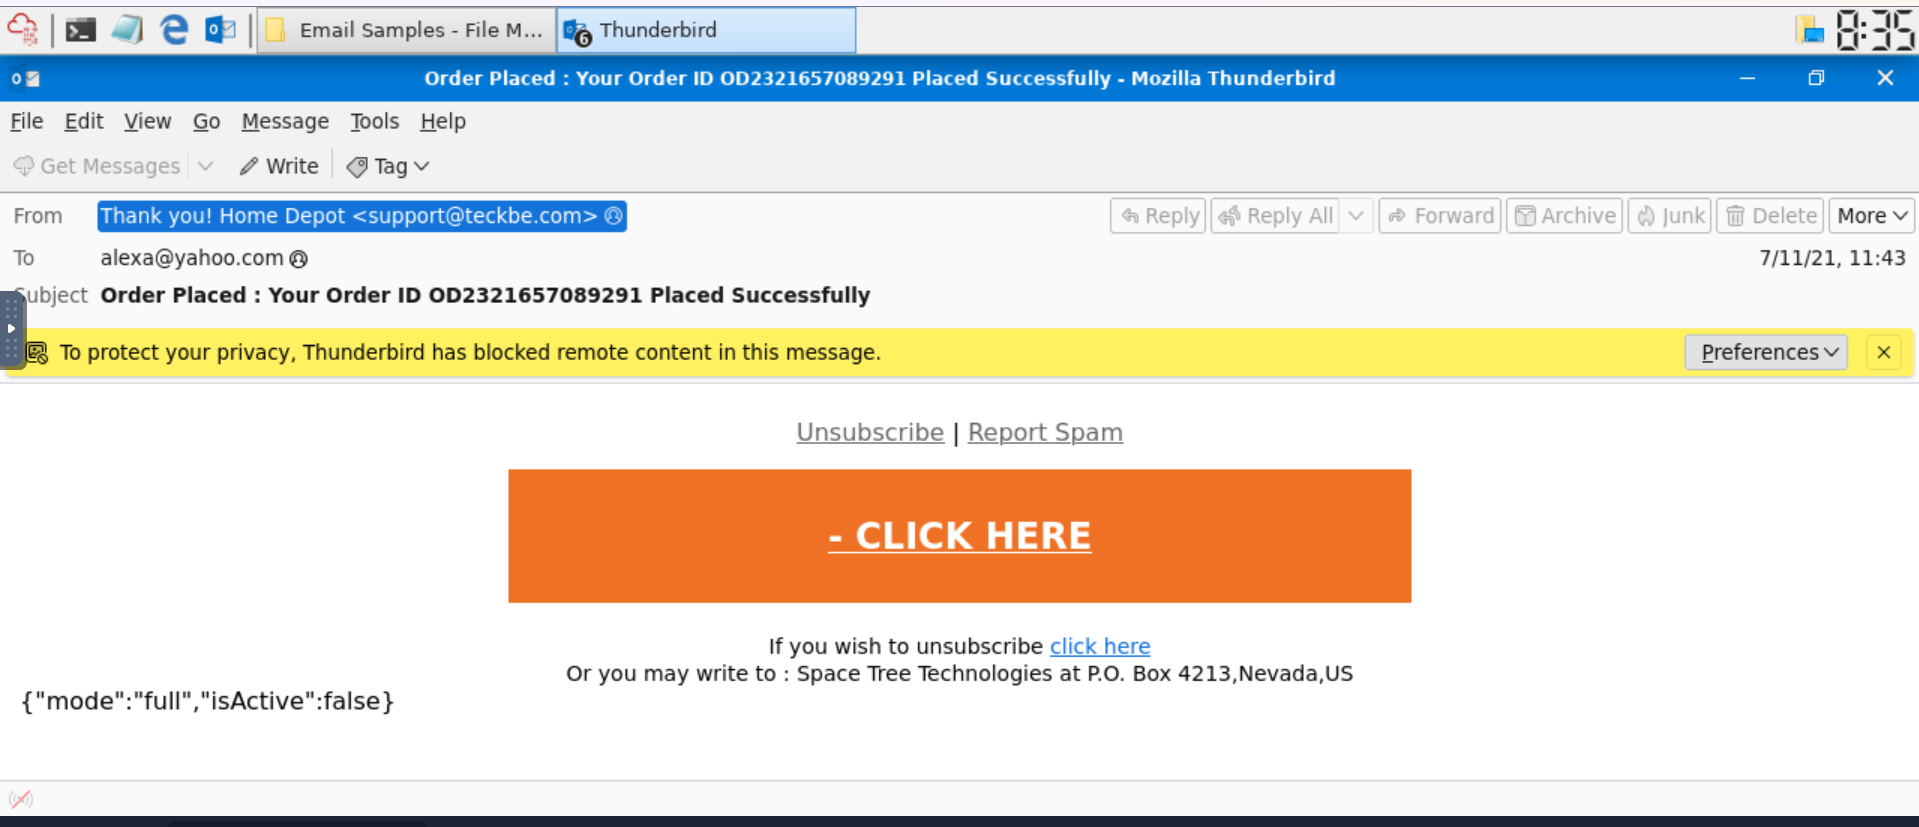 Email Samples - File M...
6 Thunderbird
8:35
Order Placed : Your Order ID OD2321657089291 Placed Successfully - Mozilla Thunderbird
File Edit View Go Message Tools Help
Get Messages Write Tag
From Thank you! Home Depot <support@teckbe.com> Reply Reply All Forward Archive Junk Delete More
To alexa@yahoo.com 7/11/21, 11:43
Subject Order Placed : Your Order ID OD2321657089291 Placed Successfully
To protect your privacy, Thunderbird has blocked remote content in this message. Preferences
Unsubscribe | Report Spam
- CLICK HERE
If you wish to unsubscribe click here
Or you may write to : Space Tree Technologies at P.O. Box 4213,Nevada,US
{"mode":"full","isActive":false}